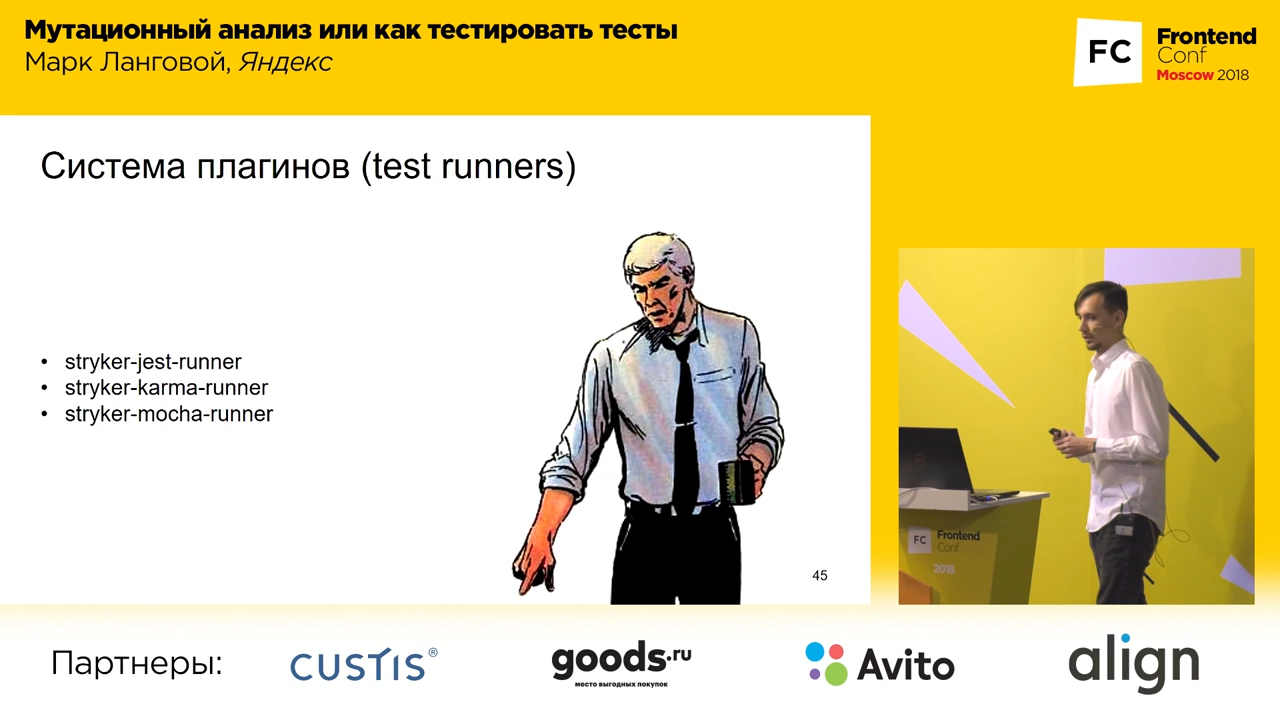 Мутационный анализ или как тестировать тесты
Марк Ланговой, Яндекс
FC
Frontend
Conf
Moscow 2018
Система плагинов (test runners)
• stryker-jest-runner
• stryker-karma-runner
• stryker-mocha-runner
45
FC
Frontend
Conf
2018
Партнеры:
CUSTIS®
goods.ru
место выгодных покупок
Avito
align